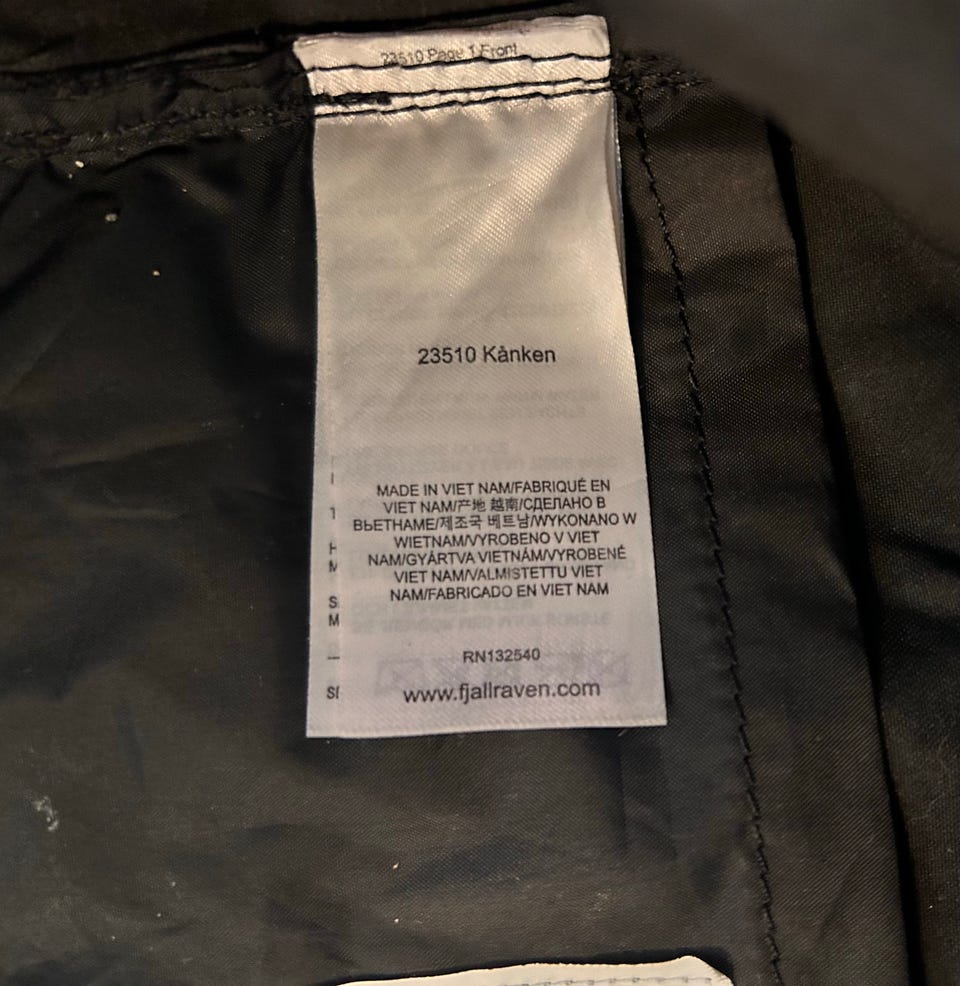 23510 Page 1 Front
23510 Kånken
MADE IN VIET NAM/FABRIQUÉ EN
VIET NAM/产地 越南/СДЕЛАНО В
ВЬЕТНАМЕ/제조국 베트남/WYKONANO W
WIETNAM/VYROBENO V VIET
NAM/GYÁRTVA VIETNÁM/VYROBENÉ
VIET NAM/VALMISTETTU VIET
NAM/FABRICADO EN VIET NAM
RN132540
www.fjallraven.com